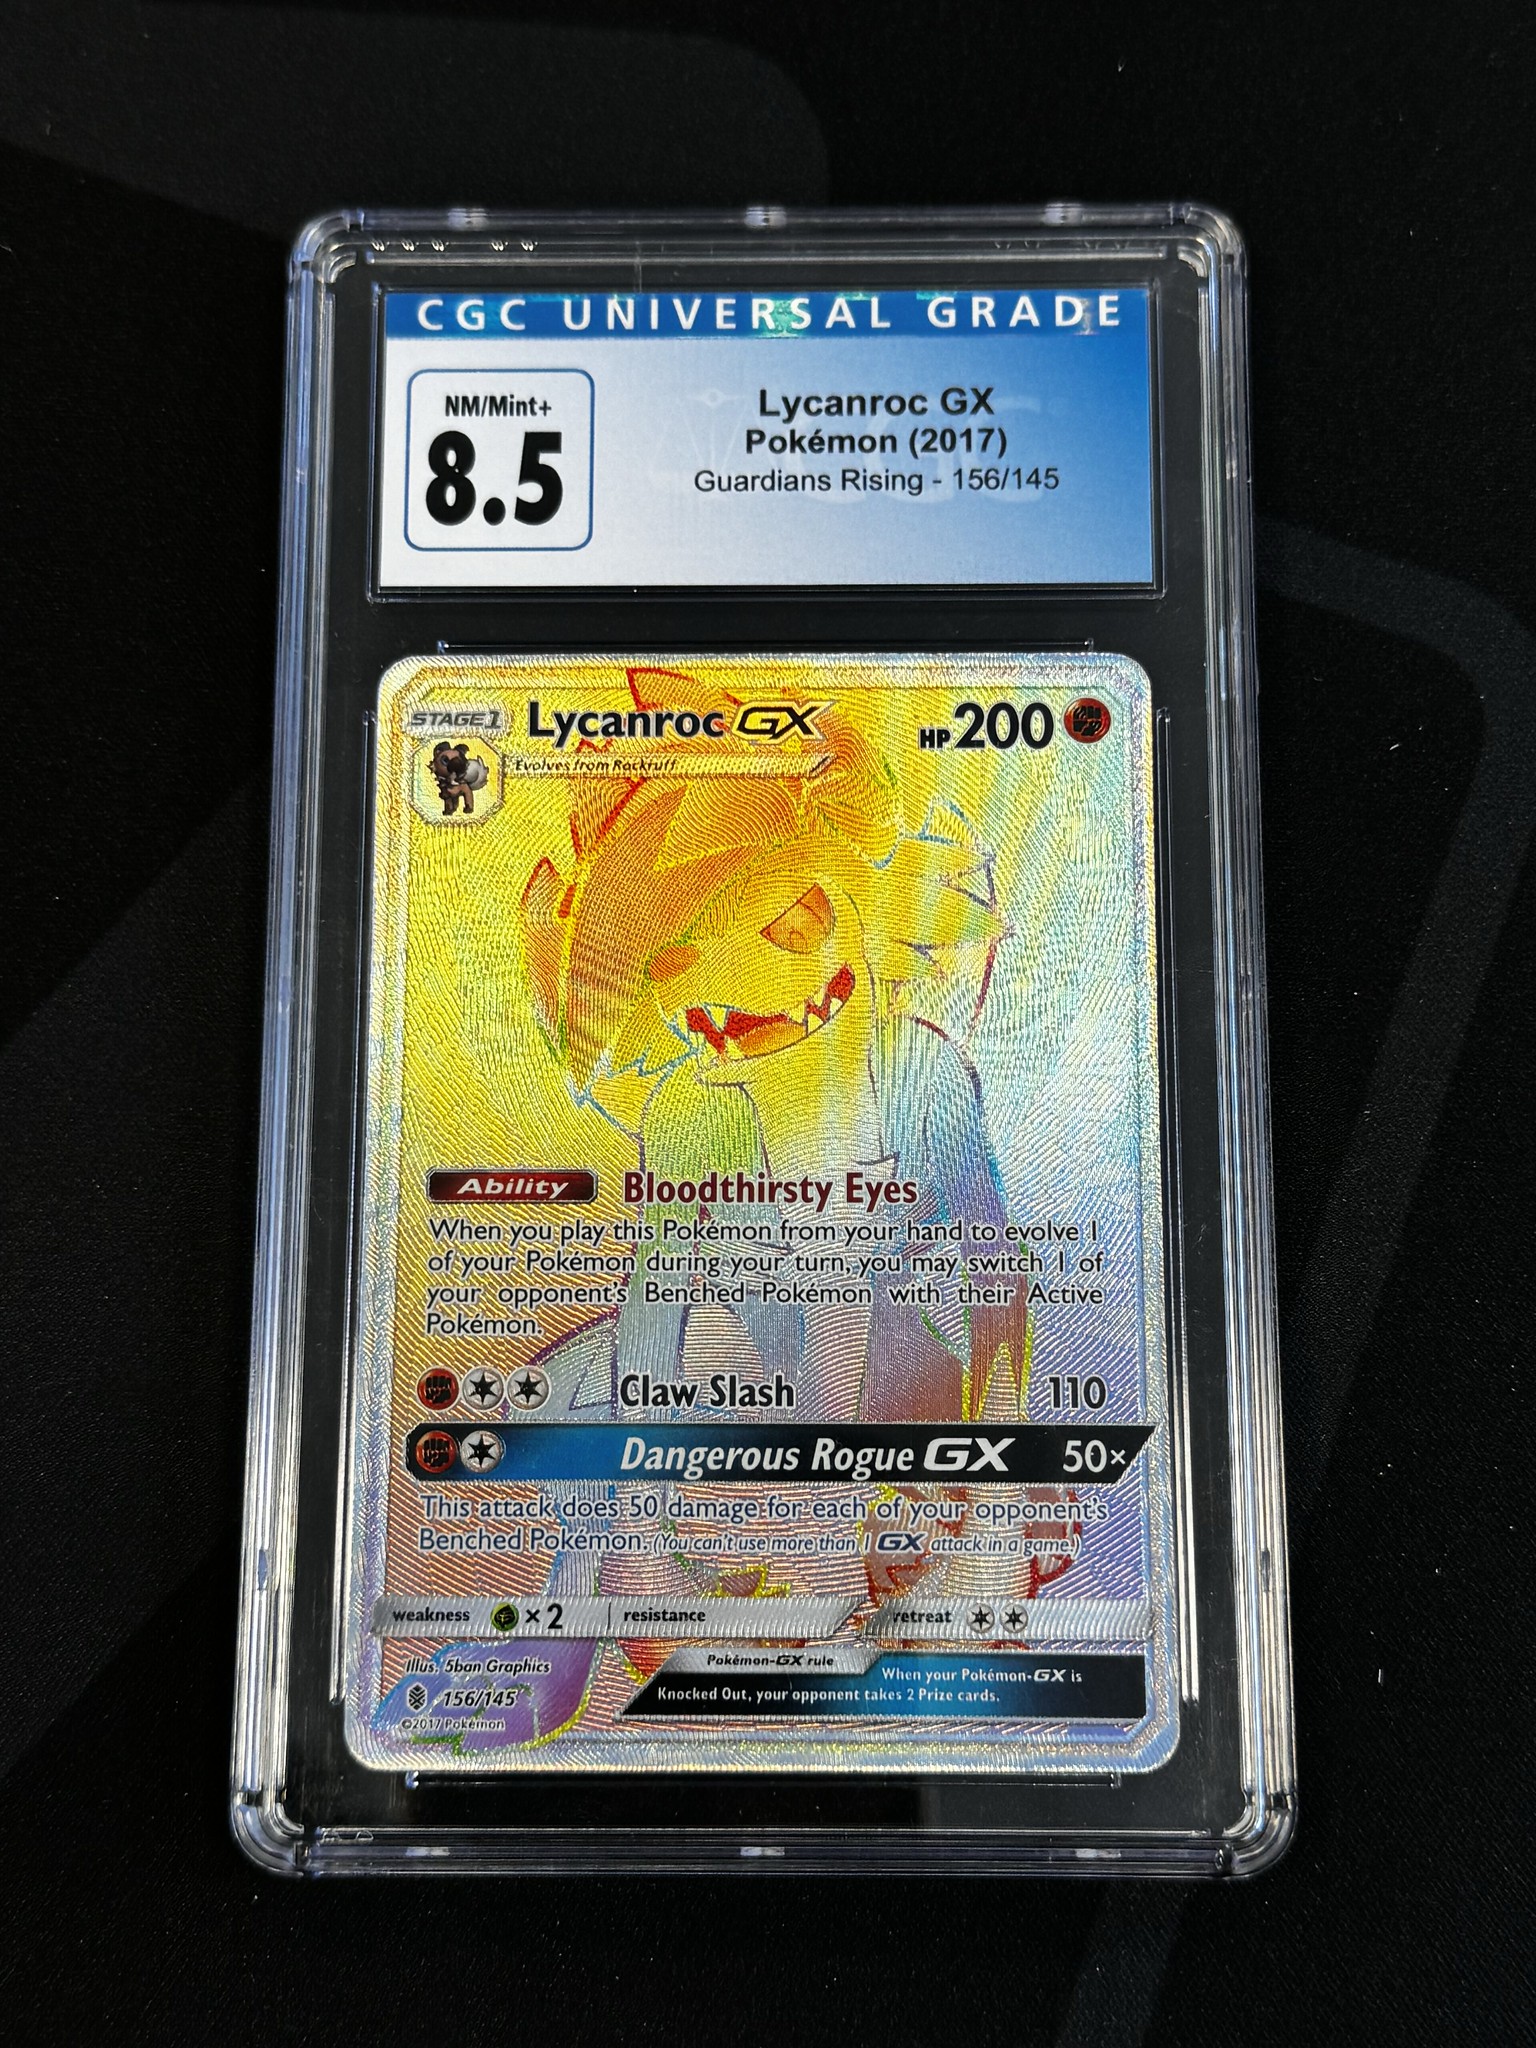 CGC UNIVERSAL GRADE
NM/Mint+
8.5
Lycanroc GX
Pokémon (2017)
Guardians Rising - 156/145
STAGE 1 Lycanroc GX HP 200
Evolves from Rockruff
Ability Bloodthirsty Eyes
When you play this Pokémon from your hand to evolve 1
of your Pokémon during your turn, you may switch 1 of
your opponent's Benched Pokémon with their Active
Pokémon.
Claw Slash 110
Dangerous Rogue GX 50×
This attack does 50 damage for each of your opponent's
Benched Pokémon. (You can't use more than 1 GX attack in a game.)
weakness ×2 resistance retreat
Illus. 5ban Graphics
156/145
©2017 Pokémon
Pokémon-GX rule
When your Pokémon-GX is
Knocked Out, your opponent takes 2 Prize cards.